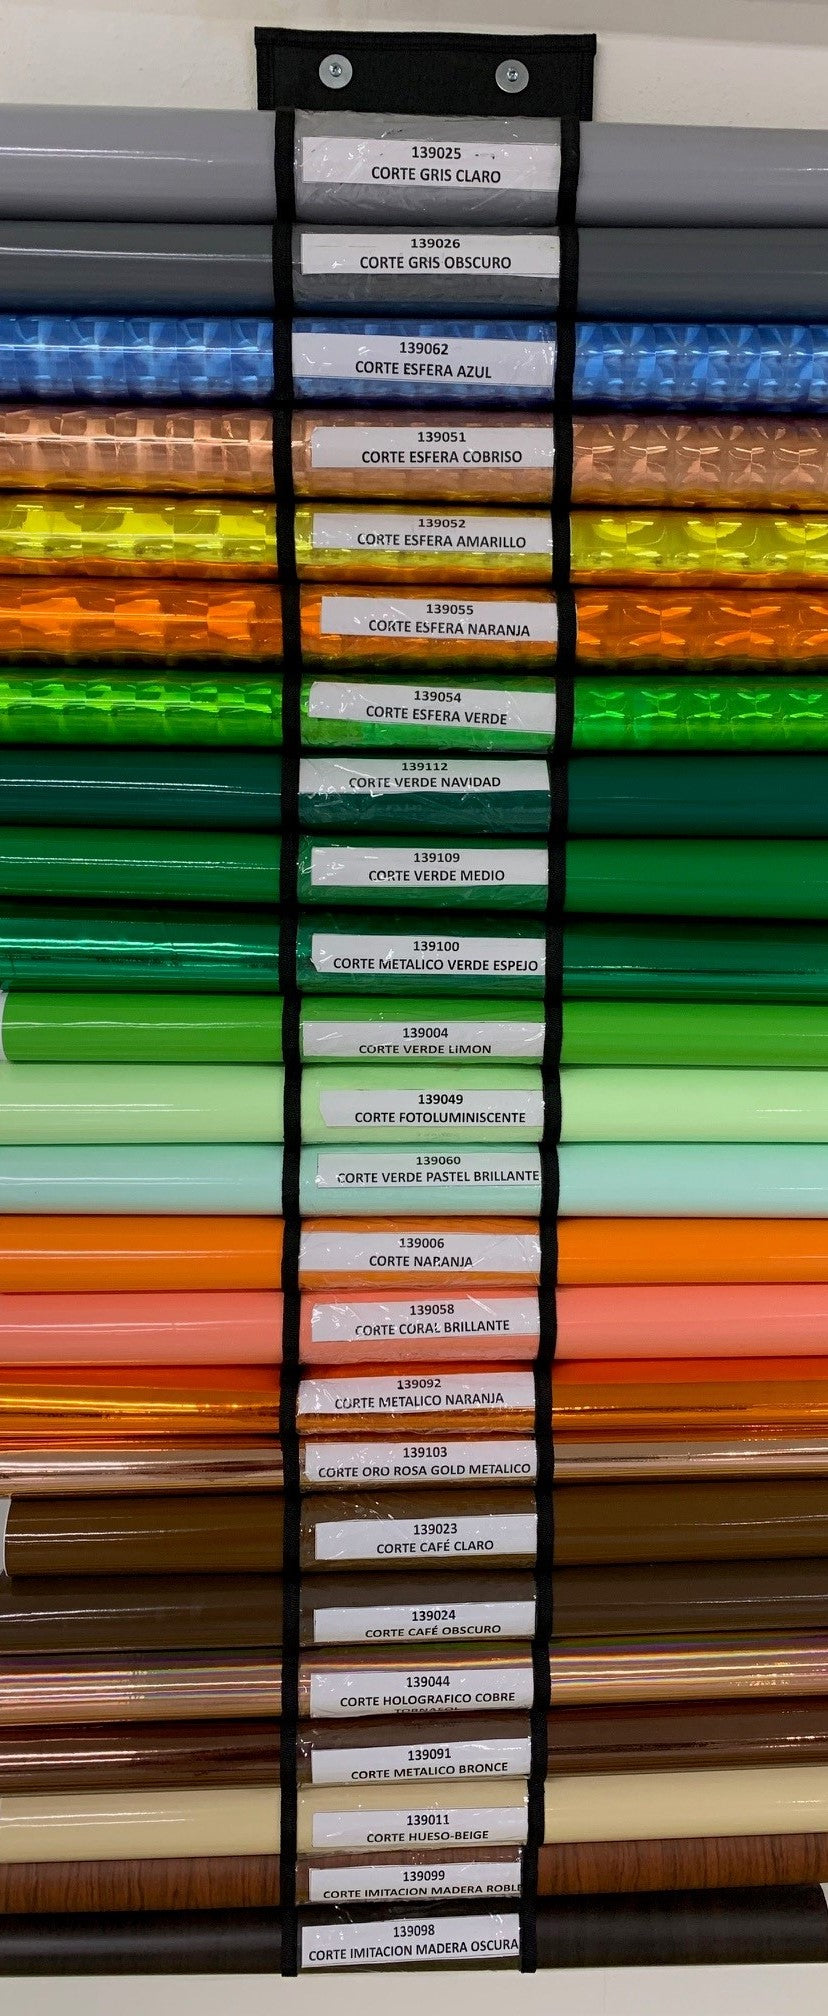 139025
CORTE GRIS CLARO
139026
CORTE GRIS OBSCURO
139062
CORTE ESFERA AZUL
139051
CORTE ESFERA COBRISO
139052
CORTE ESFERA AMARILLO
139055
CORTE ESFERA NARANJA
139054
CORTE ESFERA VERDE
139112
CORTE VERDE NAVIDAD
139109
CORTE VERDE MEDIO
139100
CORTE METALICO VERDE ESPEJO
139004
CORTE VERDE LIMON
139049
CORTE FOTOLUMINISCENTE
139060
CORTE VERDE PASTEL BRILLANTE
139006
CORTE NARANJA
139058
CORTE CORAL BRILLANTE
139092
CORTE METALICO NARANJA
139103
CORTE ORO ROSA GOLD METALICO
139023
CORTE CAFÉ CLARO
139024
CORTE CAFÉ OBSCURO
139044
CORTE HOLOGRAFICO COBRE
TORNASOL
139091
CORTE METALICO BRONCE
139011
CORTE HUESO-BEIGE
139099
CORTE IMITACION MADERA ROBLE
139098
CORTE IMITACION MADERA OSCURA